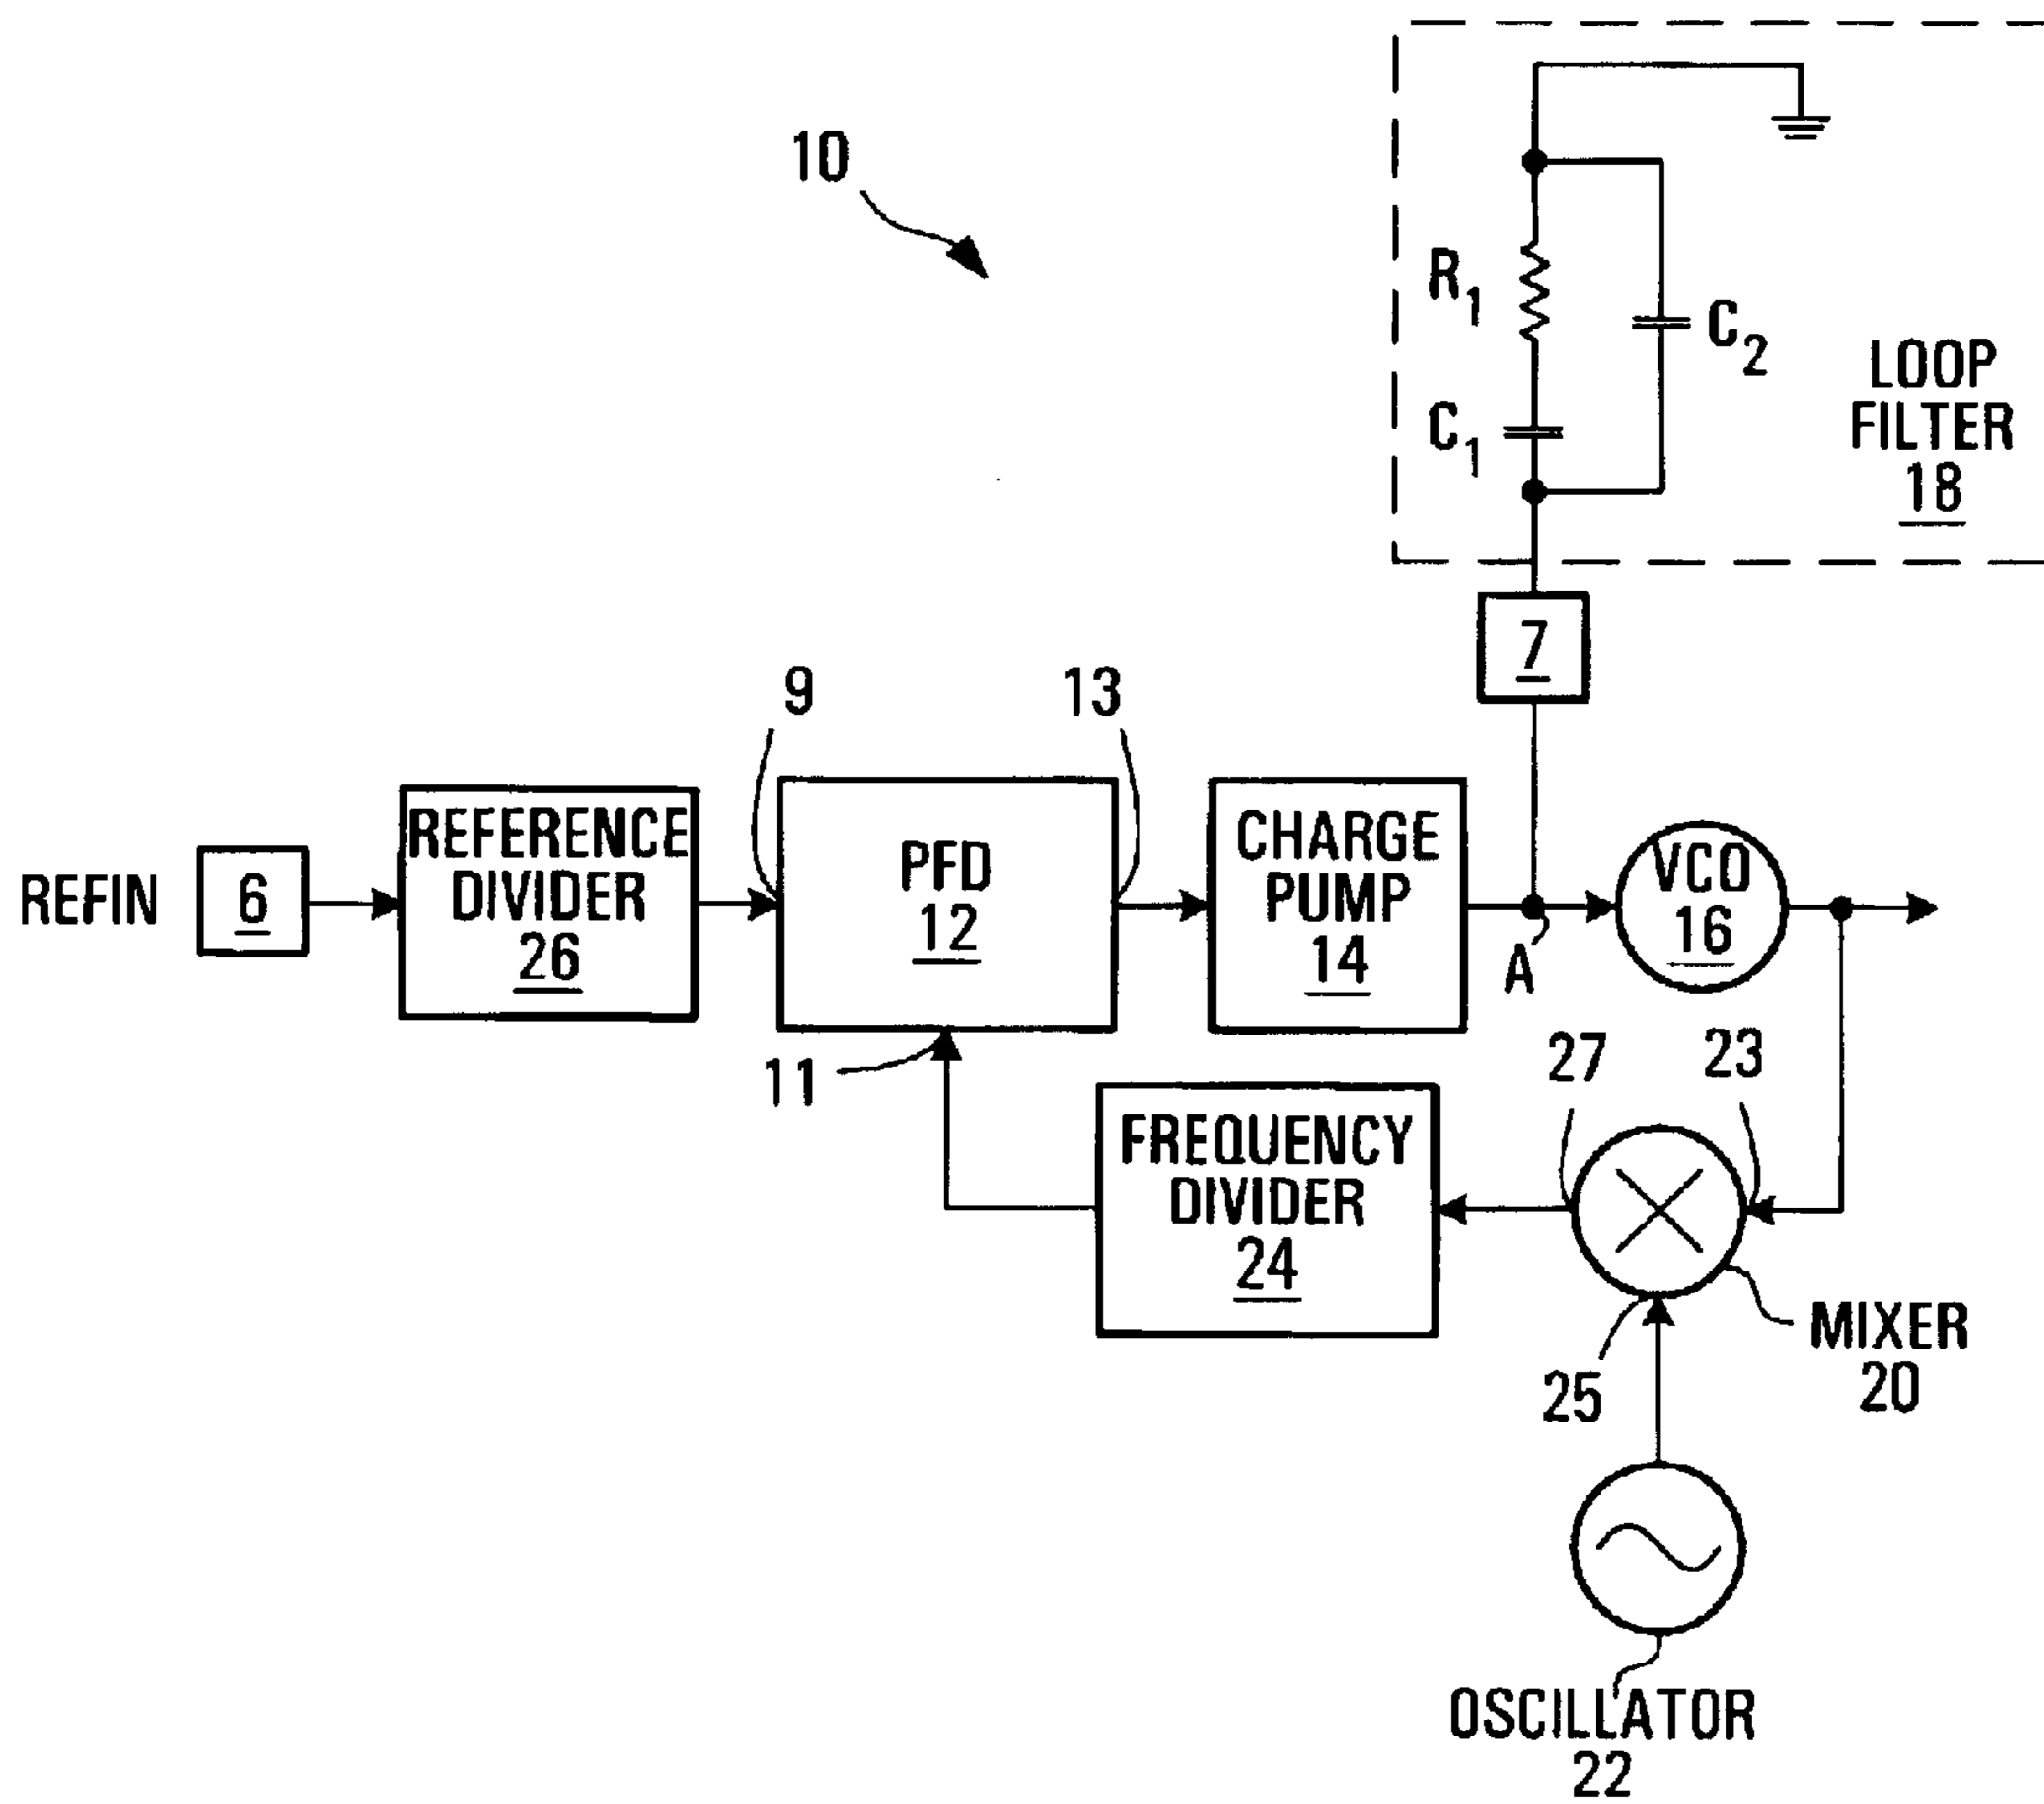 10
R1
C2
C1
LOOP
FILTER
18
7
9
13
REFIN
6
REFERENCE
DIVIDER
26
PFD
12
CHARGE
PUMP
14
A
VCO
16
11
27
23
FREQUENCY
DIVIDER
24
25
MIXER
20
OSCILLATOR
22